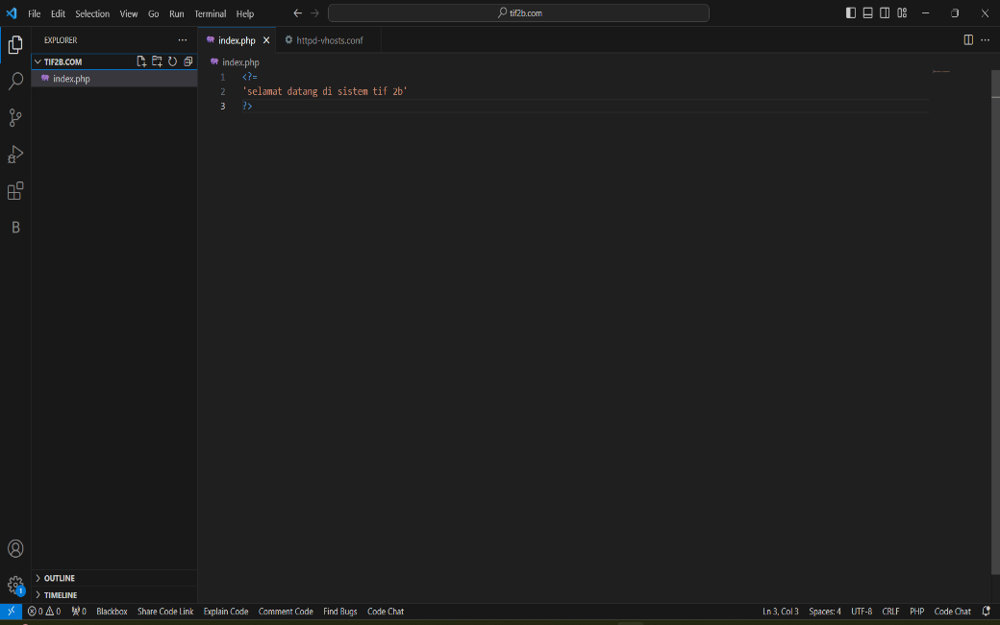 File Edit Selection View Go Run Terminal Help
tif2b.com
EXPLORER
index.php
httpd-vhosts.conf
TIF2B.COM
index.php
index.php
1 <?=
2 'selamat datang di sistem tif 2b'
3 ?>
B
OUTLINE
1
TIMELINE
0 0 0 Blackbox Share Code Link Explain Code Comment Code Find Bugs Code Chat Ln 3, Col 3 Spaces: 4 UTF-8 CRLF PHP Code Chat